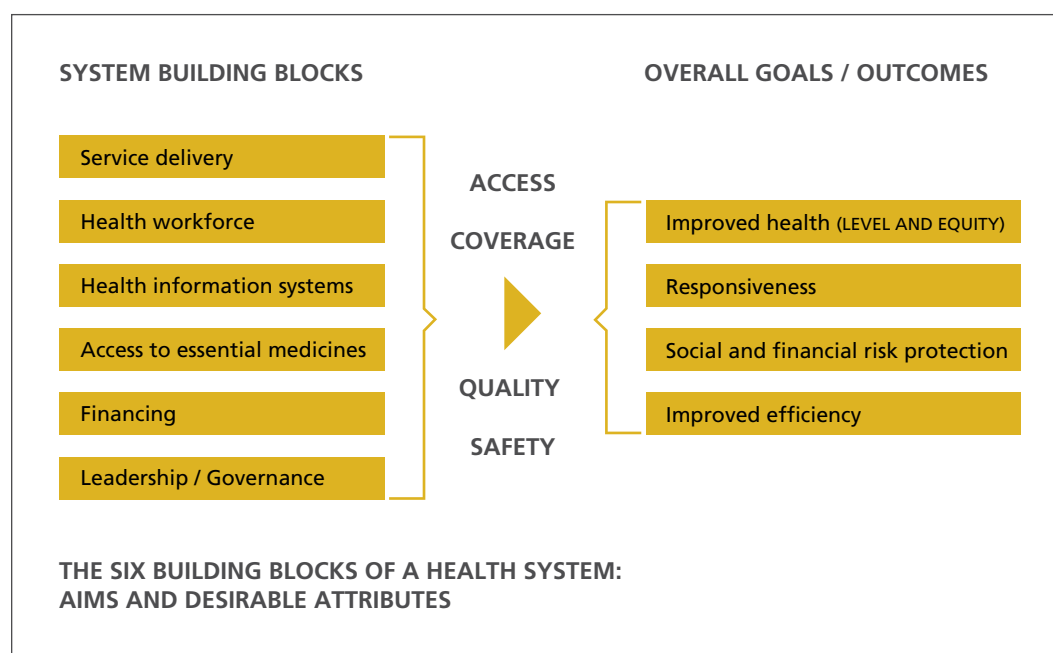 SYSTEM BUILDING BLOCKS
Service delivery
Health workforce
Health information systems
Access to essential medicines
Financing
Leadership / Governance
ACCESS
COVERAGE
QUALITY
SAFETY
OVERALL GOALS / OUTCOMES
Improved health (LEVEL AND EQUITY)
Responsiveness
Social and financial risk protection
Improved efficiency
THE SIX BUILDING BLOCKS OF A HEALTH SYSTEM:
AIMS AND DESIRABLE ATTRIBUTES